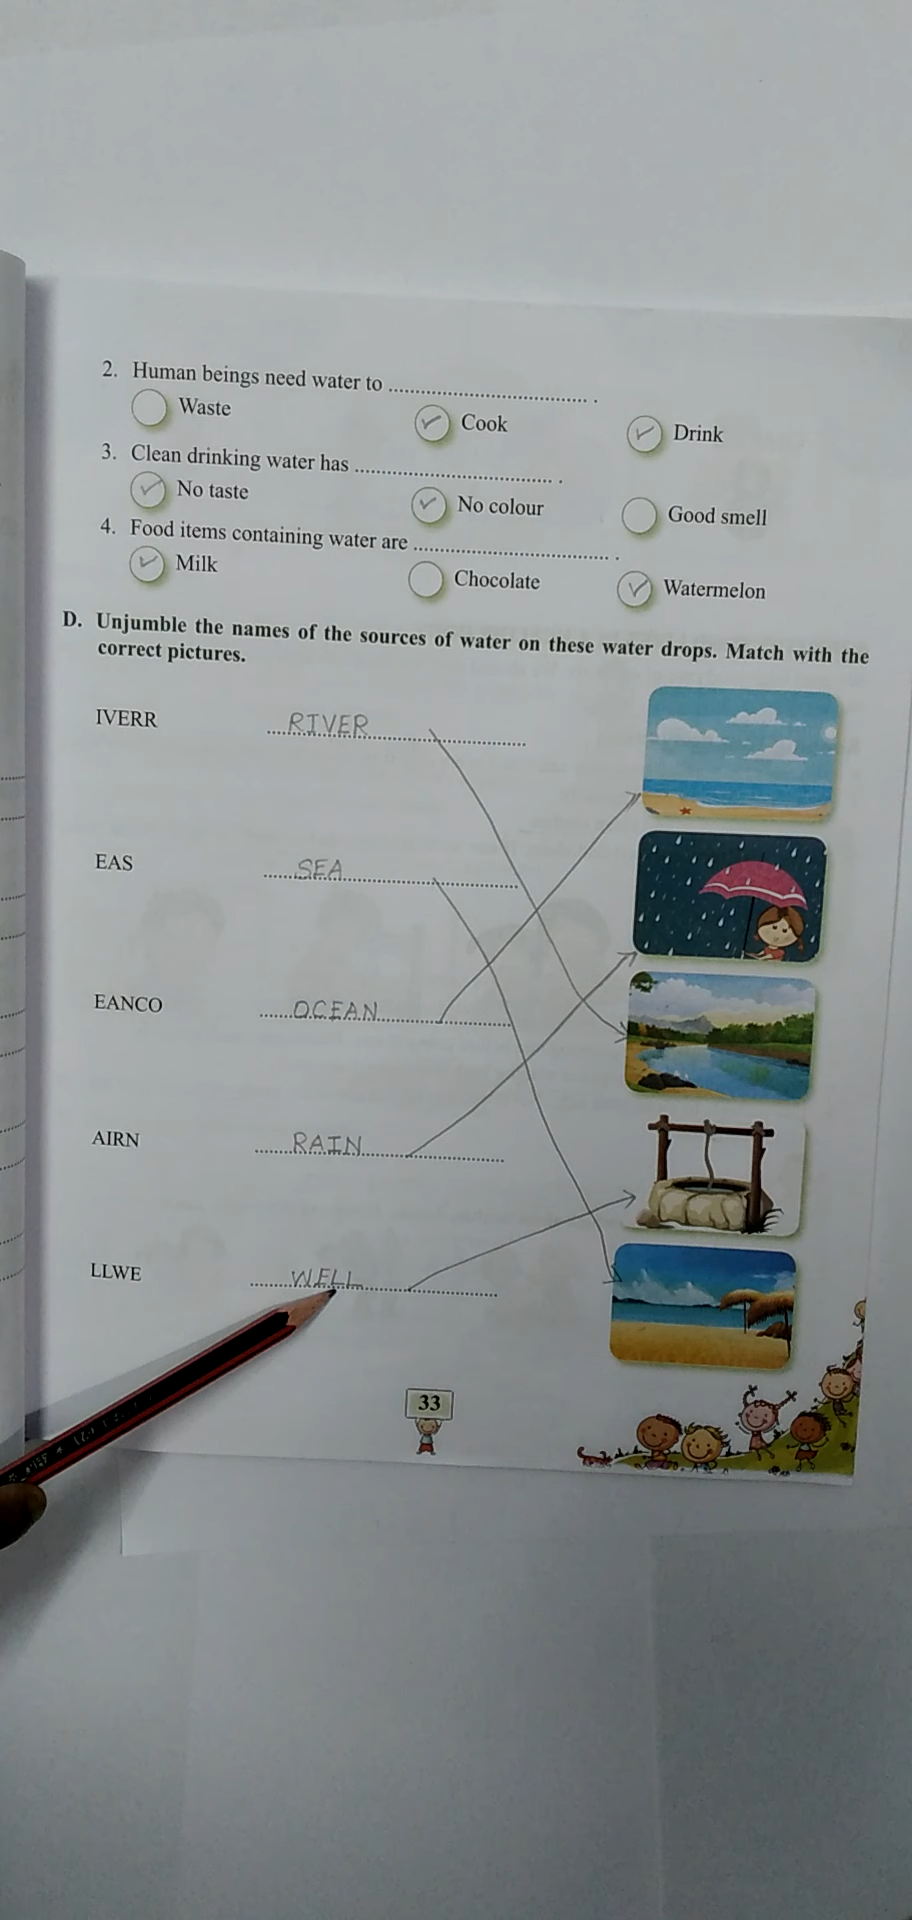 2. Human beings need water to ........................................ .
Waste Cook Drink
3. Clean drinking water has ........................................ .
No taste No colour Good smell
4. Food items containing water are ........................................ .
Milk Chocolate Watermelon
D. Unjumble the names of the sources of water on these water drops. Match with the
correct pictures.
IVERR RIVER
EAS SEA
EANCO OCEAN
AIRN RAIN
LLWE WELL
33